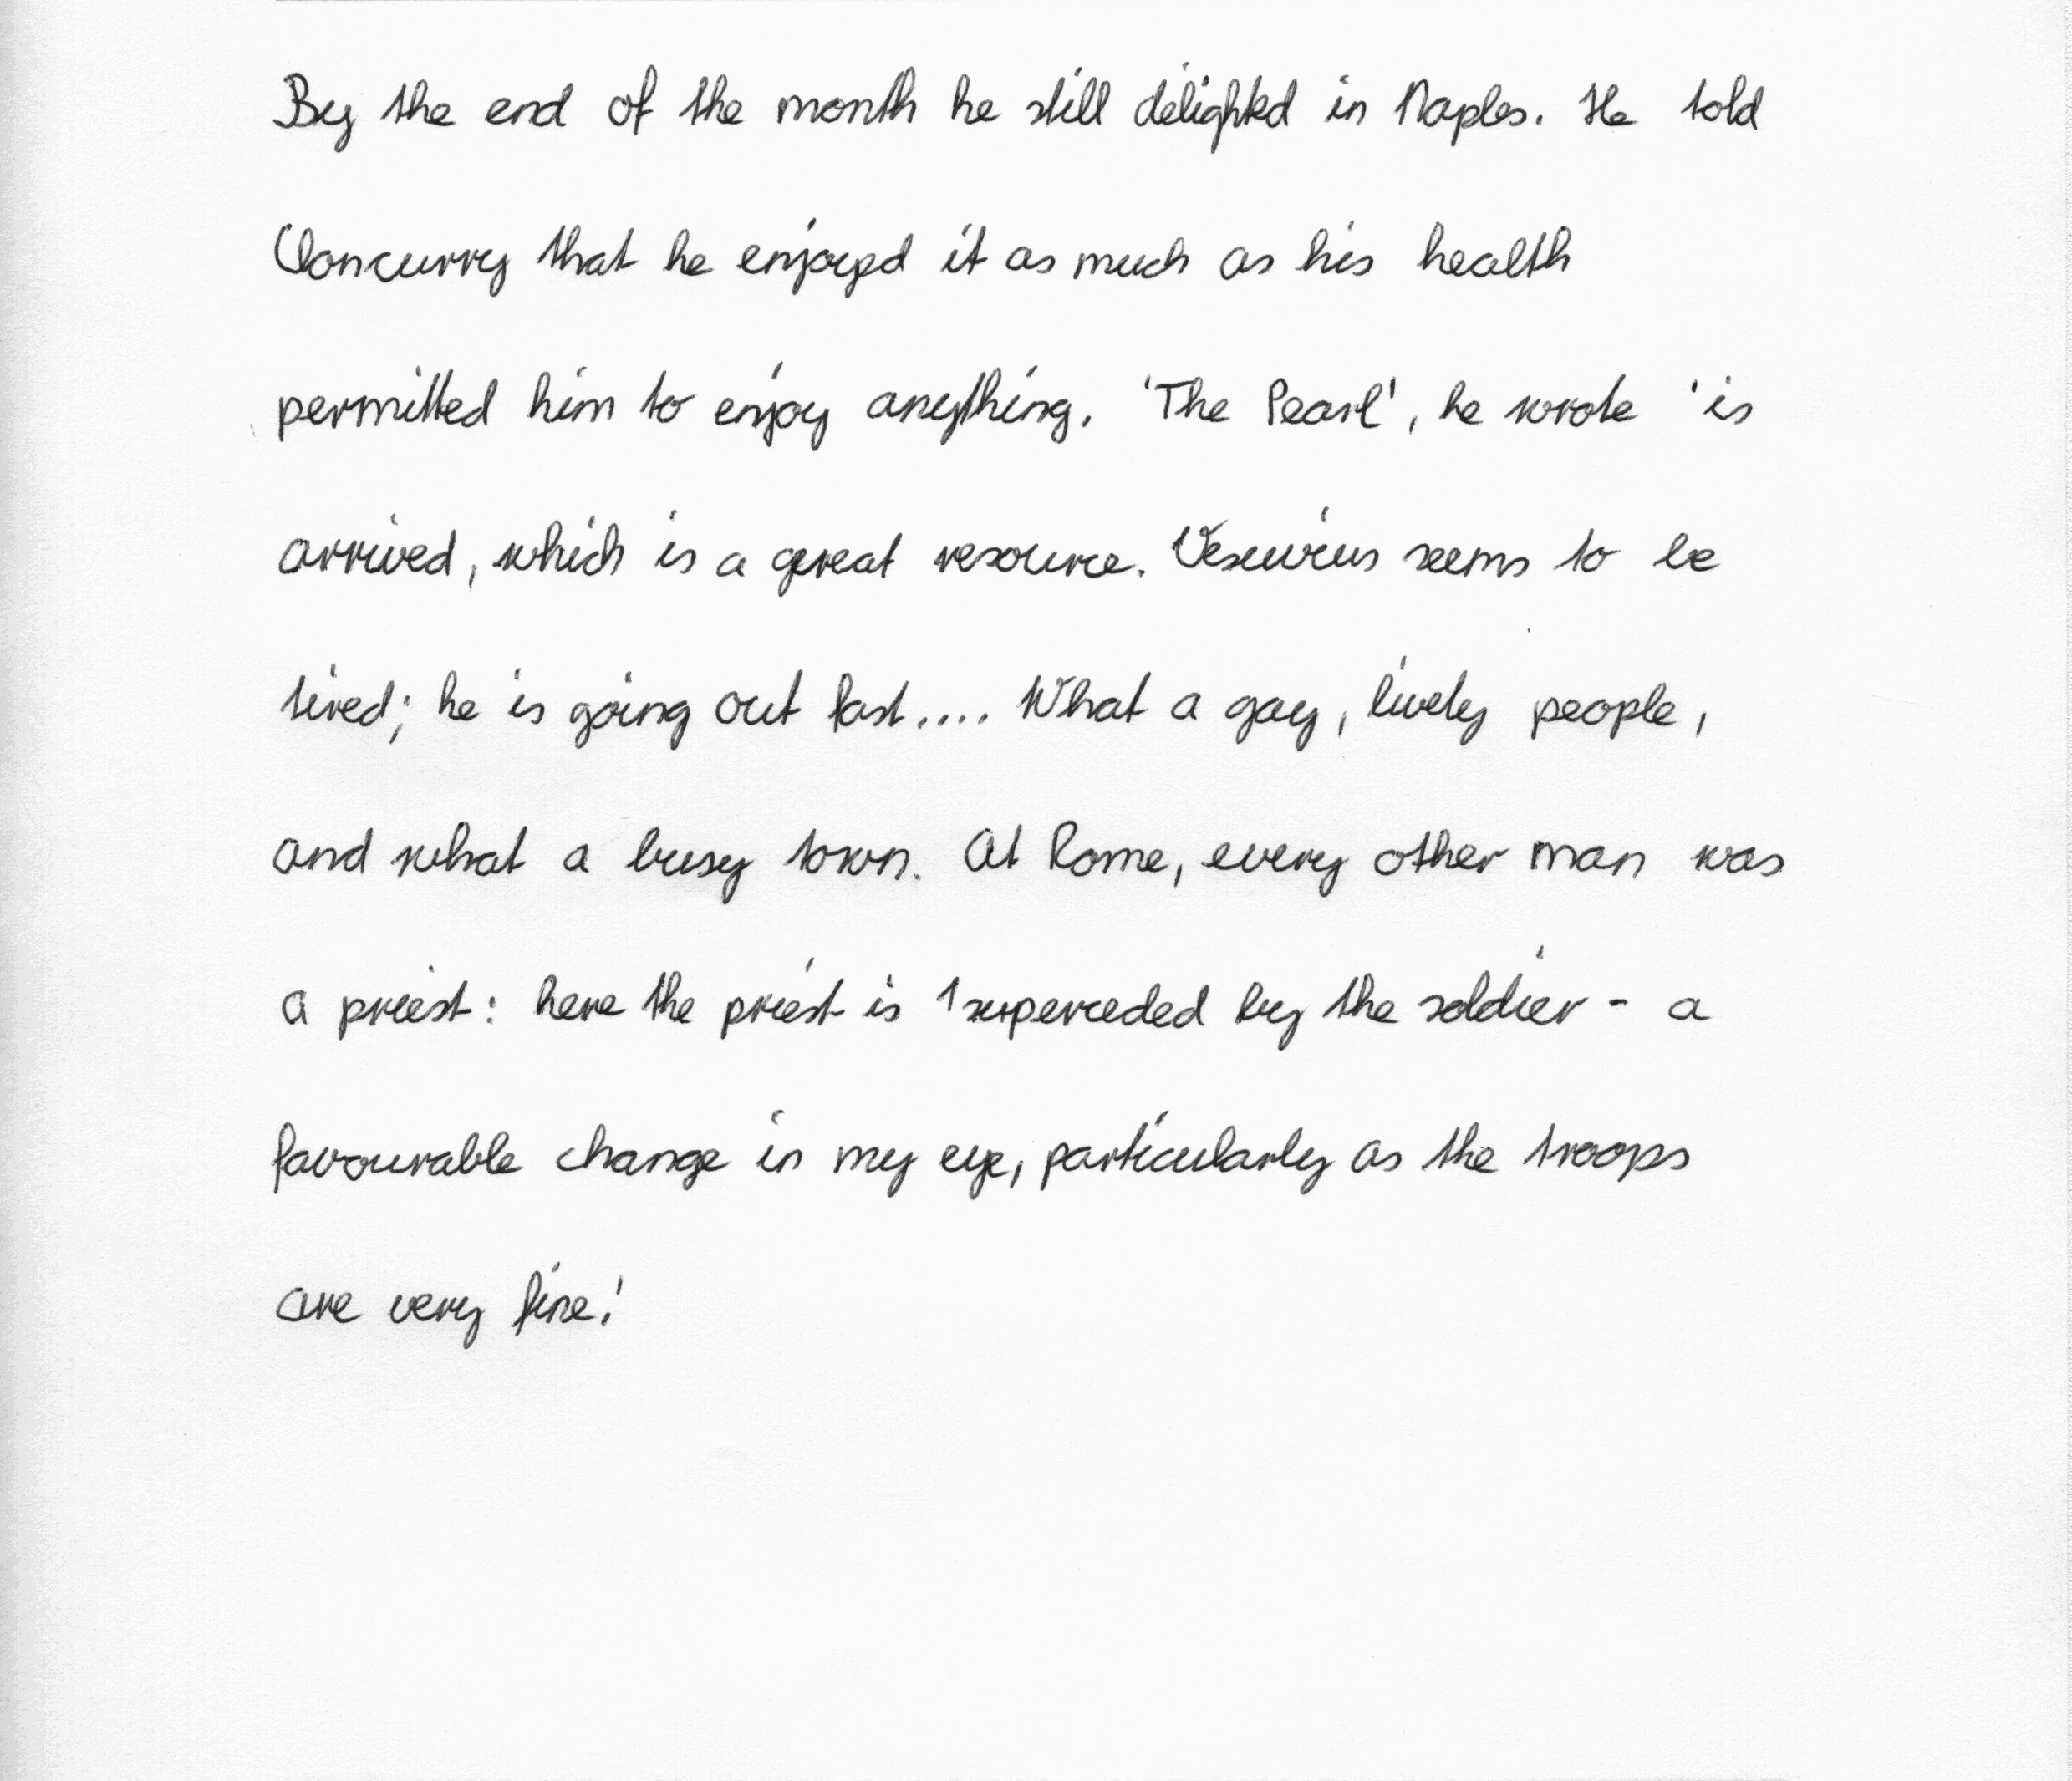 By the end of the month he still delighted in Naples. He told
Cloncurry that he enjoyed it as much as his health
permitted him to enjoy anything. 'The Pearl', he wrote 'is
arrived, which is a great resource. Vesuvius seems to be
tired; he is going out fast.... What a gay, lively people,
and what a busy town. At Rome, every other man was
a priest: here the priest is 'superceded by the soldier - a
favourable change in my eye, particularly as the troops
are very fine!